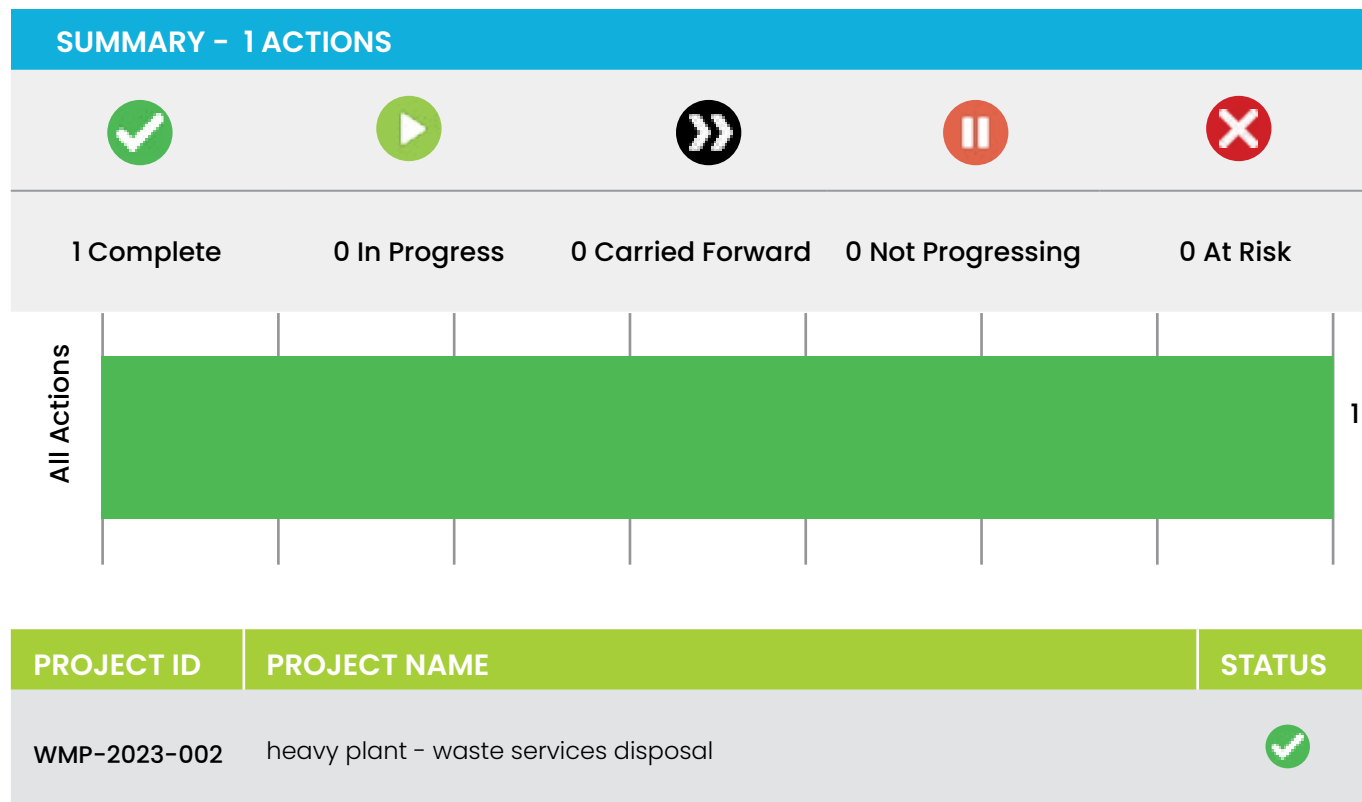 SUMMARY - 1 ACTIONS
1 Complete 0 In Progress 0 Carried Forward 0 Not Progressing 0 At Risk
All Actions
1
PROJECT ID PROJECT NAME STATUS
WMP-2023-002 heavy plant - waste services disposal